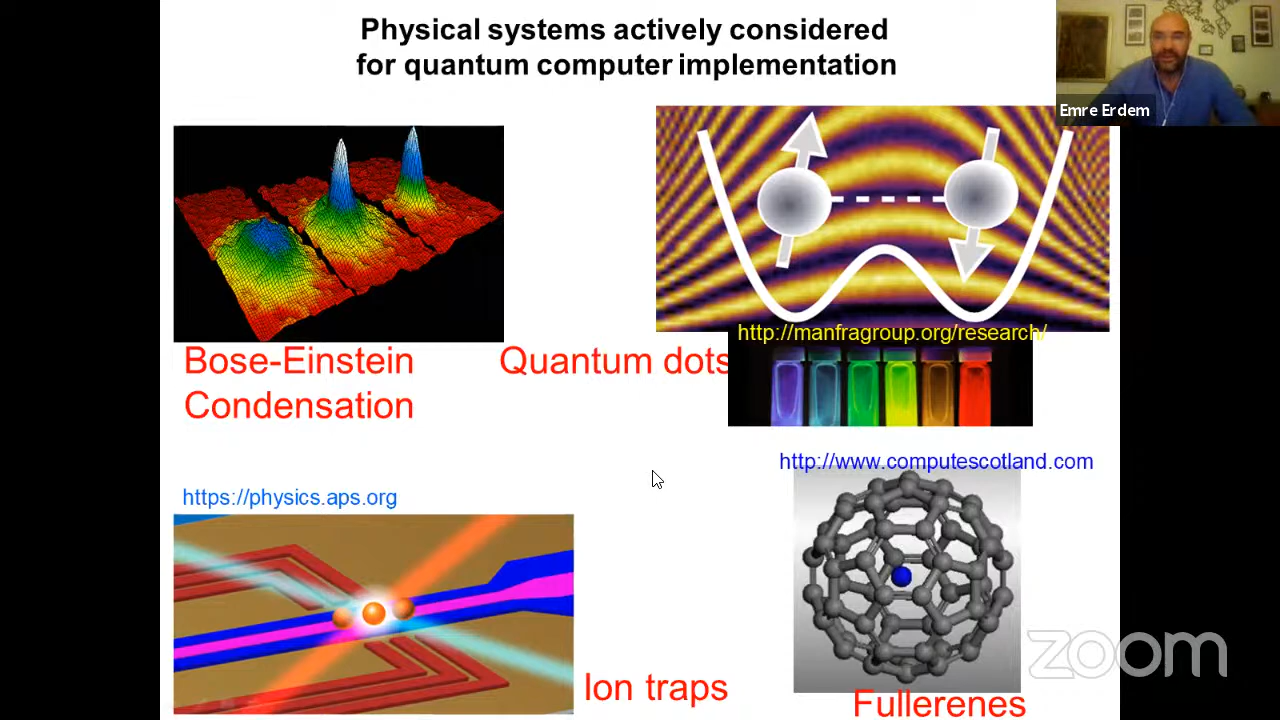 Physical systems actively considered
for quantum computer implementation
Emre Erdem
http://manfragroup.org/research/
Bose-Einstein
Condensation
Quantum dots
http://www.computescotland.com
https://physics.aps.org
Ion traps
Fullerenes
zoom